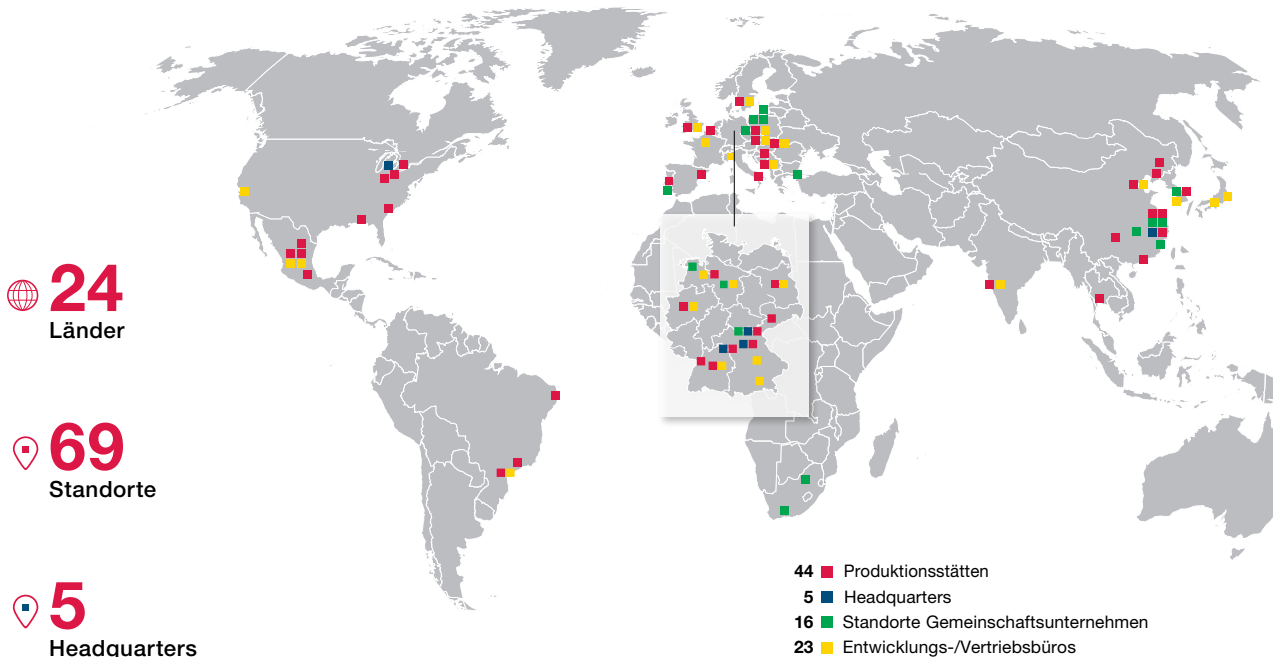 24
Länder
69
Standorte
5
Headquarters
44 Produktionsstätten
5 Headquarters
16 Standorte Gemeinschaftsunternehmen
23 Entwicklungs-/Vertriebsbüros